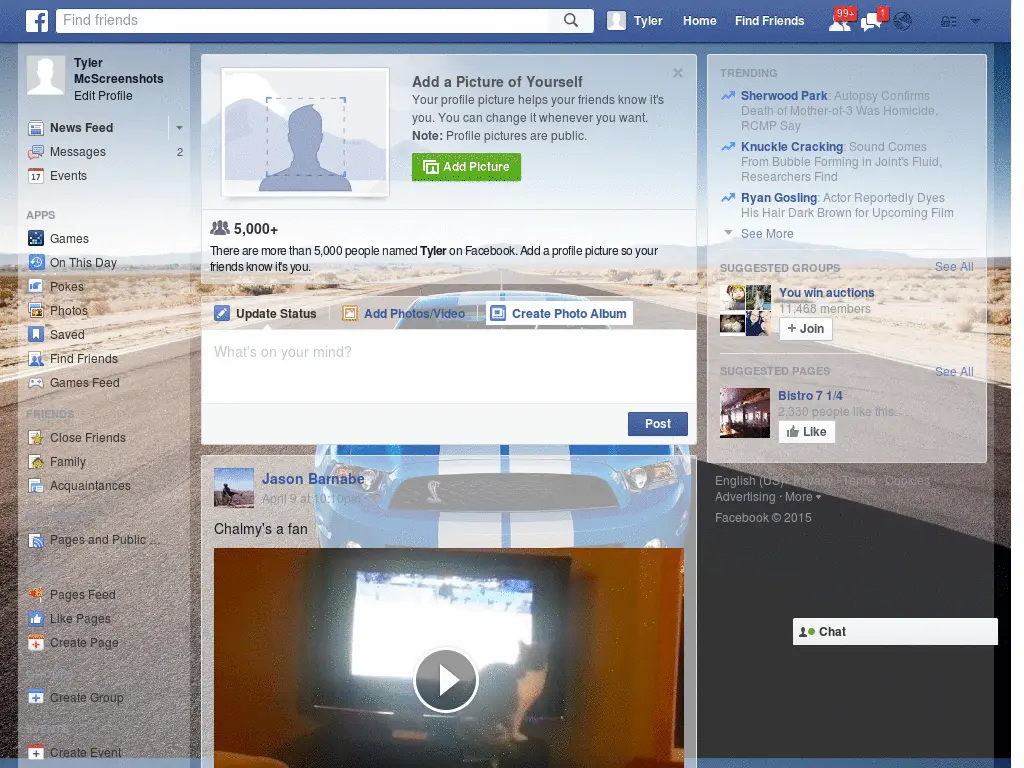 Find friends
Tyler
Home
Find Friends
99+
1
Tyler
McScreenshots
Edit Profile
News Feed
Messages
2
17
Events
APPS
Games
On This Day
Pokes
Photos
Saved
Find Friends
Games Feed
FRIENDS
Close Friends
Family
Acquaintances
Pages and Public ...
Pages Feed
Like Pages
Create Page
Create Group
EVENTS
Create Event
Add a Picture of Yourself
Your profile picture helps your friends know it's
you. You can change it whenever you want.
Note: Profile pictures are public.
Add Picture
5,000+
There are more than 5,000 people named Tyler on Facebook. Add a profile picture so your
friends know it's you.
Update Status
Add Photos/Video
Create Photo Album
What's on your mind?
Post
Jason Barnabe
April 9 at 10:10pm
Chalmy's a fan
TRENDING
Sherwood Park: Autopsy Confirms
Death of Mother-of-3 Was Homicide,
RCMP Say
Knuckle Cracking: Sound Comes
From Bubble Forming in Joint's Fluid,
Researchers Find
Ryan Gosling: Actor Reportedly Dyes
His Hair Dark Brown for Upcoming Film
See More
SUGGESTED GROUPS
See All
You win auctions
11,468 members
+ Join
SUGGESTED PAGES
See All
Bistro 7 1/4
2,330 people like this.
Like
English (US) · Privacy · Terms · Cookies ·
Advertising · More
Facebook © 2015
Chat